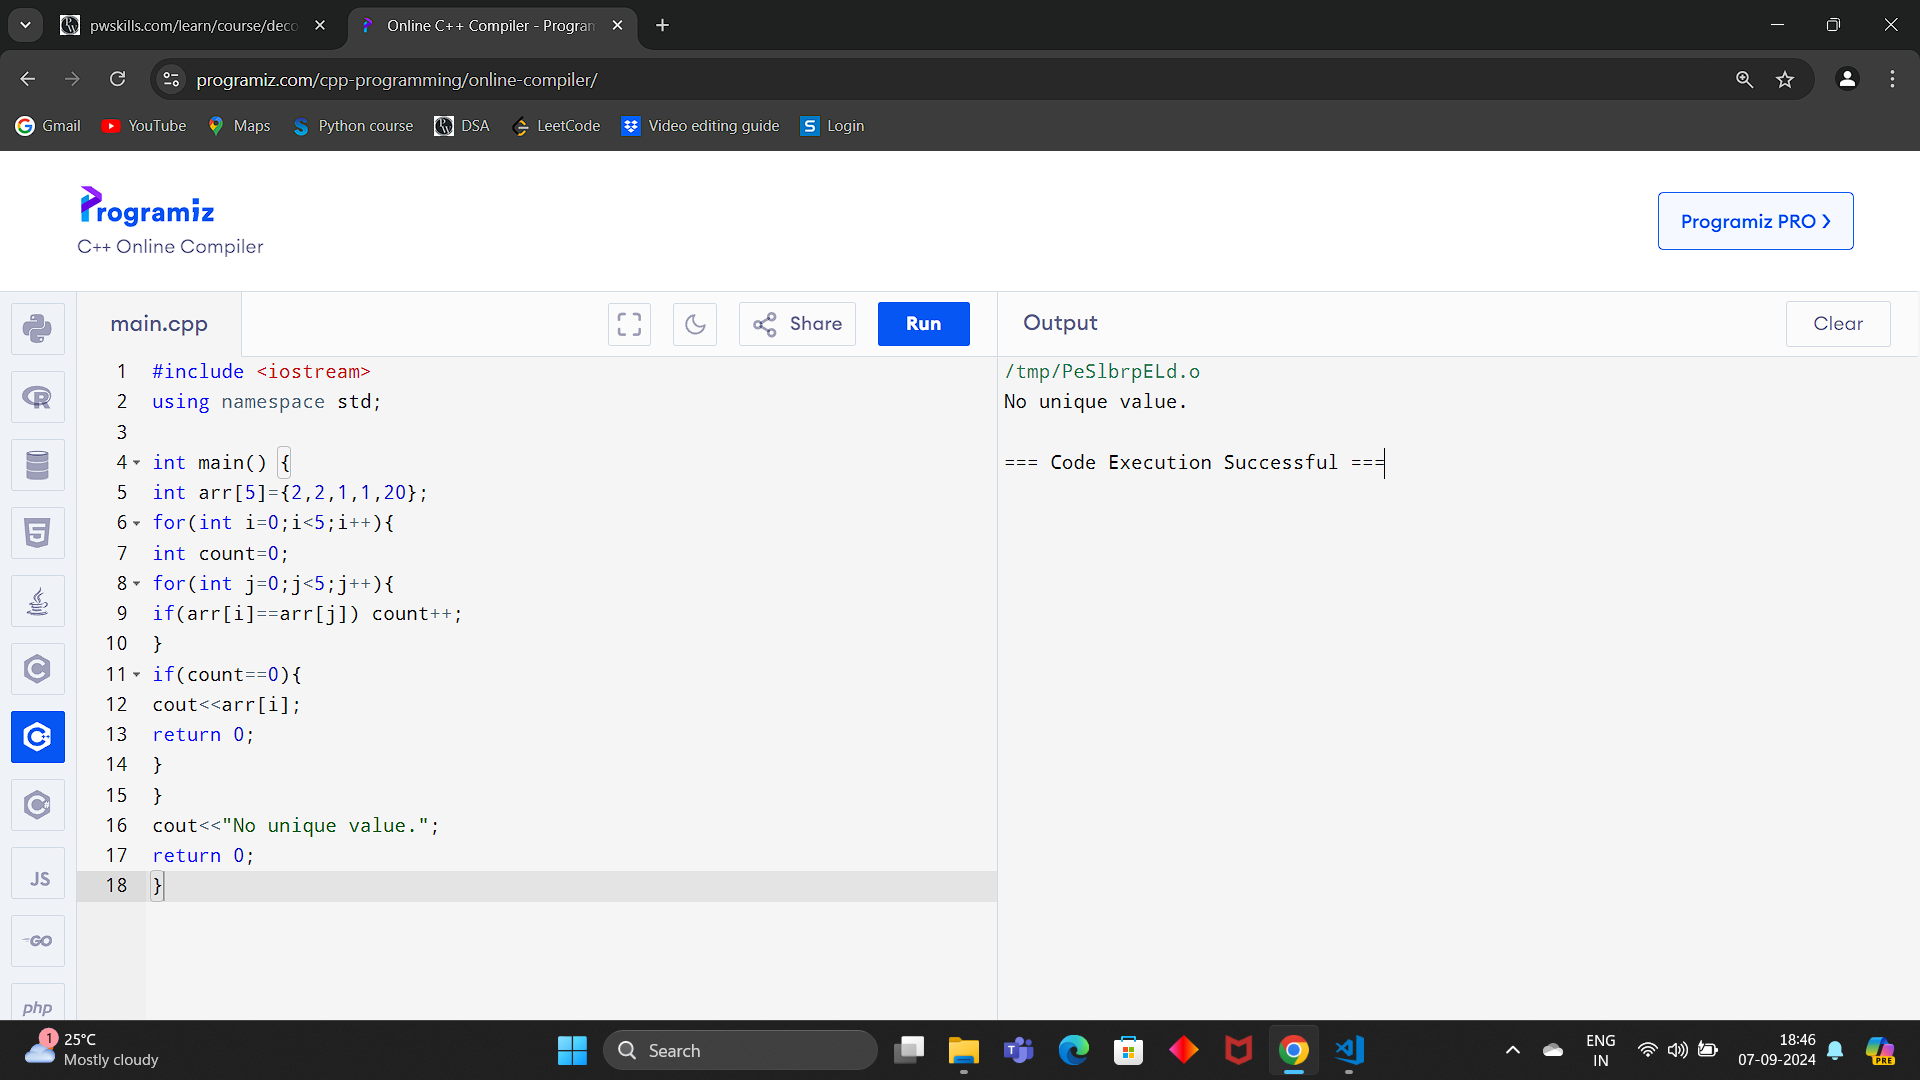 pwskills.com/learn/course/deco
Online C++ Compiler - Program
programiz.com/cpp-programming/online-compiler/
Gmail
YouTube
Maps
Python course
DSA
LeetCode
Video editing guide
S
Login
Programiz
C++ Online Compiler
Programiz PRO >
main.cpp
Share
Run
Output
Clear
1 #include <iostream>
2 using namespace std;
3
4 int main() {
5 int arr[5]={2,2,1,1,20};
6 for(int i=0;i<5;i++){
7 int count=0;
8 for(int j=0;j<5;j++){
9 if(arr[i]==arr[j]) count++;
10 }
11 if(count==0){
12 cout<<arr[i];
13 return 0;
14 }
15 }
16 cout<<"No unique value.";
17 return 0;
18 }
/tmp/PeSlbrpELd.o
No unique value.
=== Code Execution Successful ===
R
5
C
C++
C#
JS
GO
php
1
25°C
Mostly cloudy
Search
ENG
IN
18:46
07-09-2024
PRE